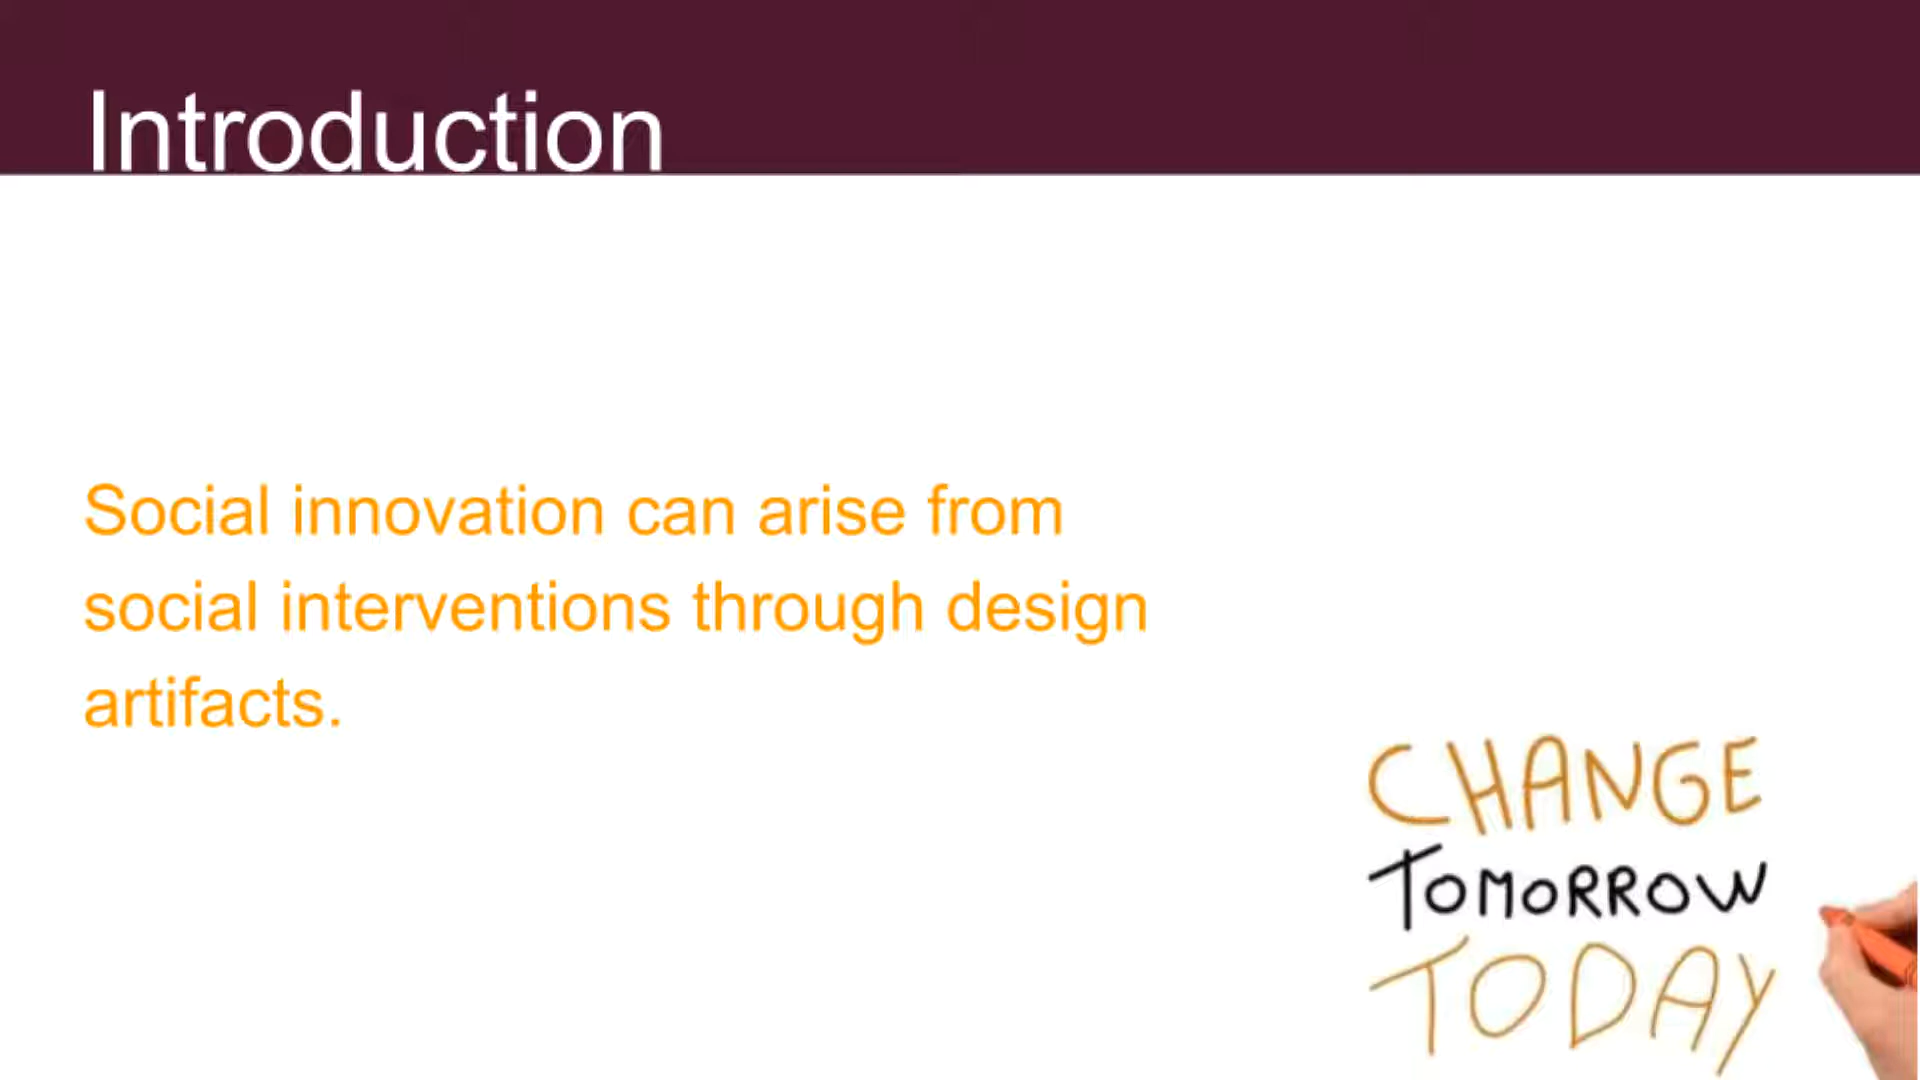 Introduction
Social innovation can arise from
social interventions through design
artifacts.
CHANGE
TOMORROW
TODAY